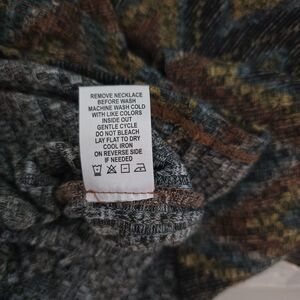 REMOVE NECKLACE
BEFORE WASH
MACHINE WASH COLD
WITH LIKE COLORS
INSIDE OUT
GENTLE CYCLE
DO NOT BLEACH
LAY FLAT TO DRY
COOL IRON
ON REVERSE SIDE
IF NEEDED